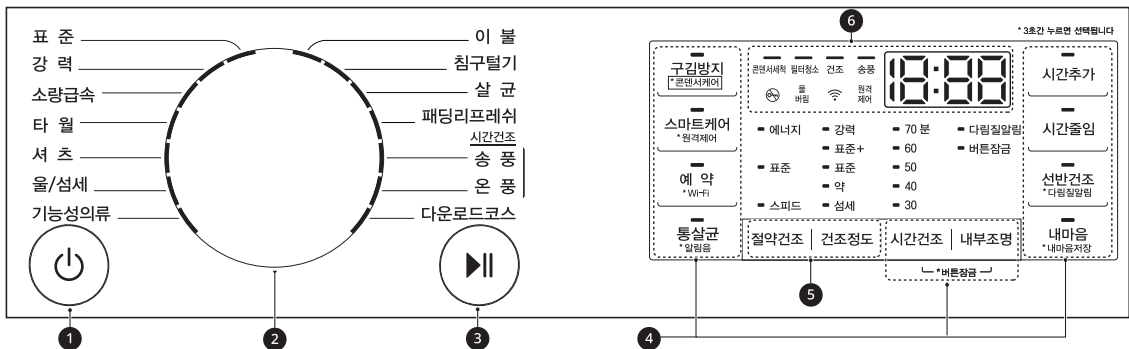 표 준
강 력
소량급속
타 월
셔 츠
울/섬세
기능성의류
이 불
침구털기
살 균
패딩리프레쉬
시간건조
송 풍
온 풍
다운로드코스
1
2
3
* 3초간 누르면 선택됩니다
6
구김방지
*콘덴서케어
스마트케어
*원격제어
예 약
*Wi-Fi
통살균
*알림음
콘덴서세척 필터청소 건조 송풍
물버림
원격제어
18:88
에너지
표준
스피드
강력
표준+
표준
약
섬세
70 분
60
50
40
30
다림질알림
버튼잠금
절약건조 | 건조정도
시간건조 | 내부조명
*버튼잠금
시간추가
시간줄임
선반건조
*다림질알림
내마음
*내마음저장
5
4